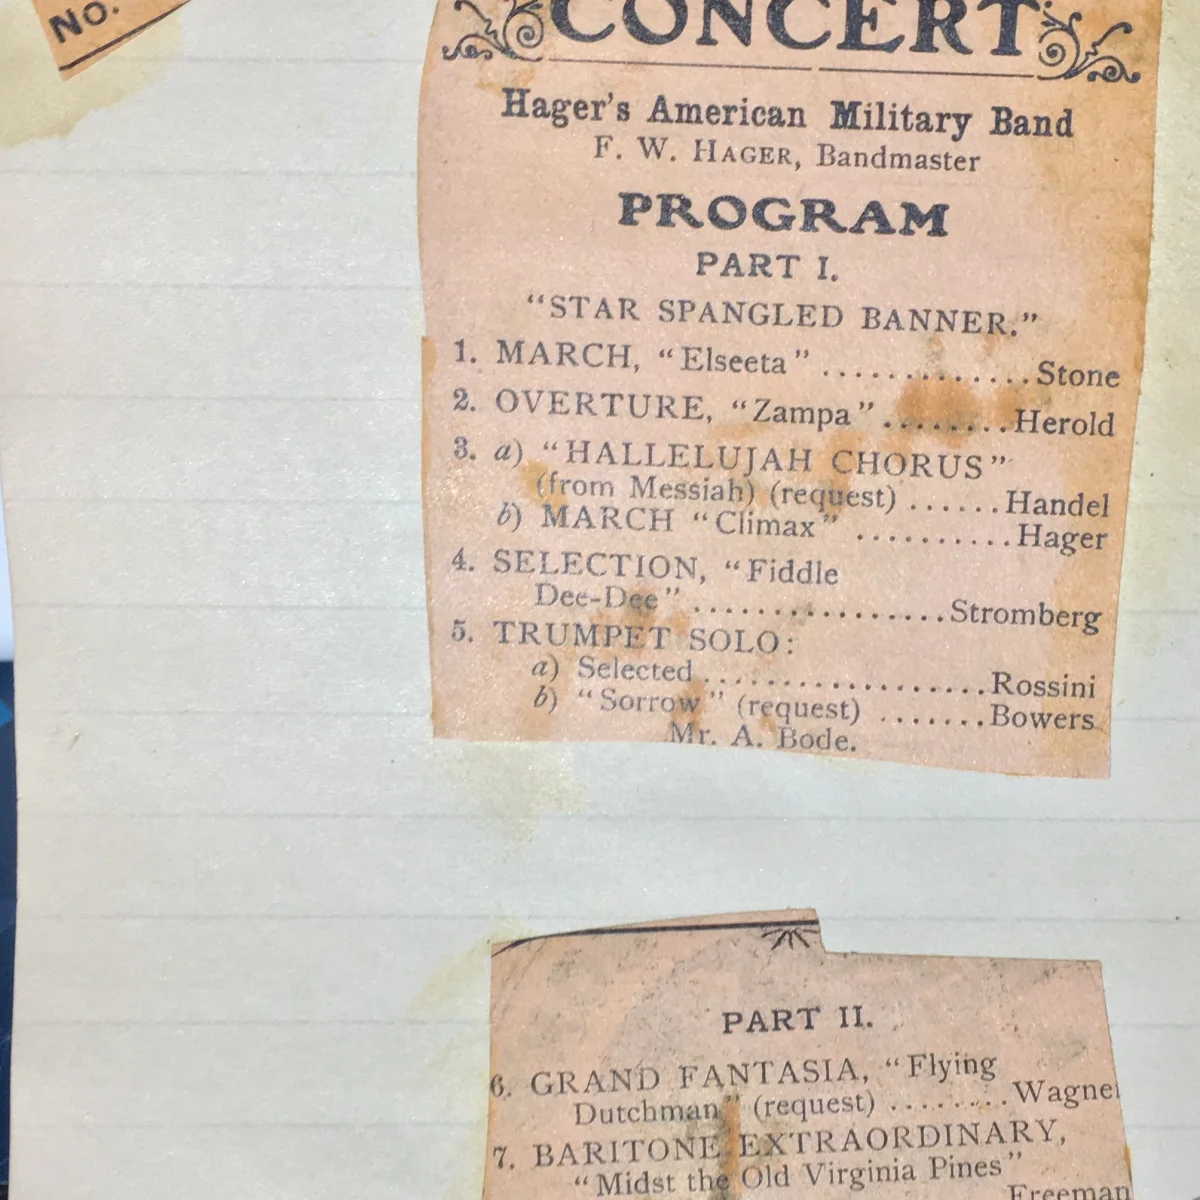 No.
CONCERT
Hager's American Military Band
F. W. HAGER, Bandmaster
PROGRAM
PART I.
"STAR SPANGLED BANNER."
1. MARCH, "Elseeta" .............Stone
2. OVERTURE, "Zampa" ........Herold
3. a) "HALLELUJAH CHORUS"
(from Messiah) (request) ......Handel
b) MARCH "Climax" ..........Hager
4. SELECTION, "Fiddle
Dee-Dee" ................Stromberg
5. TRUMPET SOLO:
a) Selected ..................Rossini
b) "Sorrow" (request) .......Bowers
Mr. A. Bode.
PART II.
6. GRAND FANTASIA, "Flying
Dutchman" (request) ........Wagner
7. BARITONE EXTRAORDINARY,
"Midst the Old Virginia Pines"
Freeman